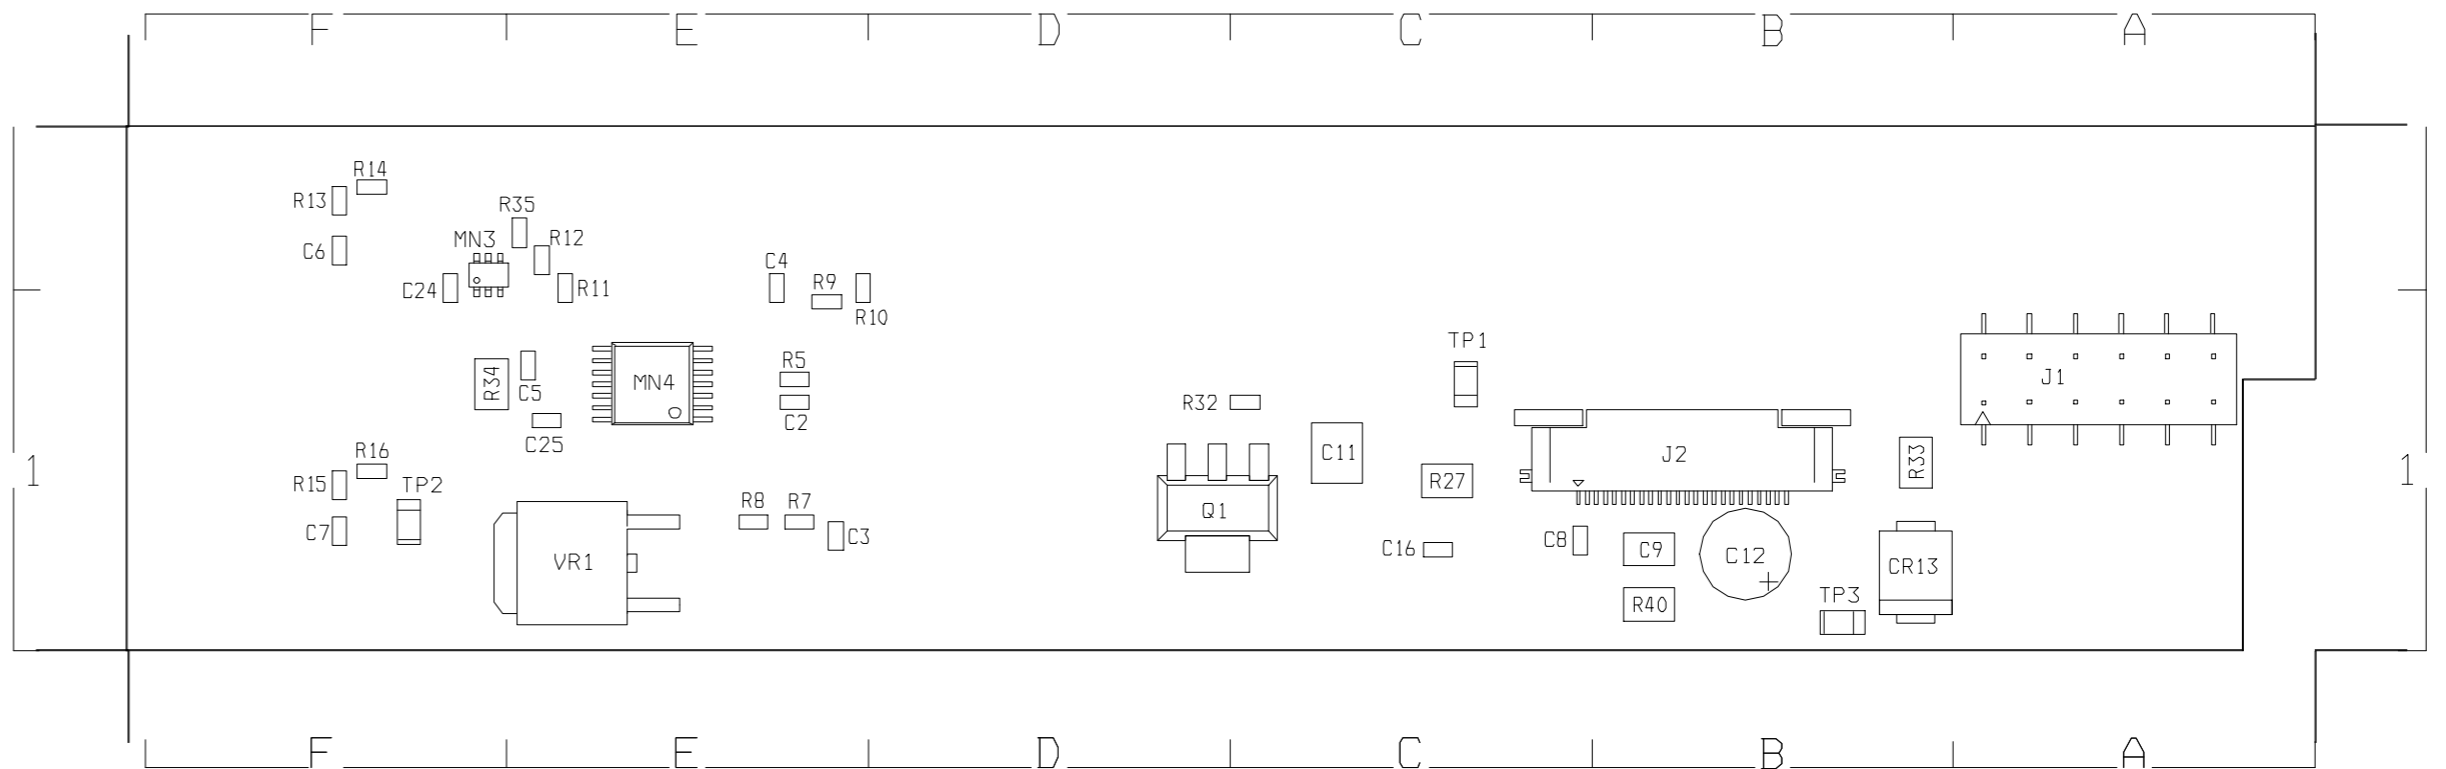 F E D C B A
R14
R13
R35
MN3
R12
C6
C4
R9
C24
R11
R10
TP1
R5
J1
R34
MN4
C5
R32
C2
C25
R16
C11
J2
R33
1
1
R15
TP2
R27
R8
R7
Q1
C7
C3
C8
C16
C9
VR1
C12
CR13
TP3
R40
F E D C B A